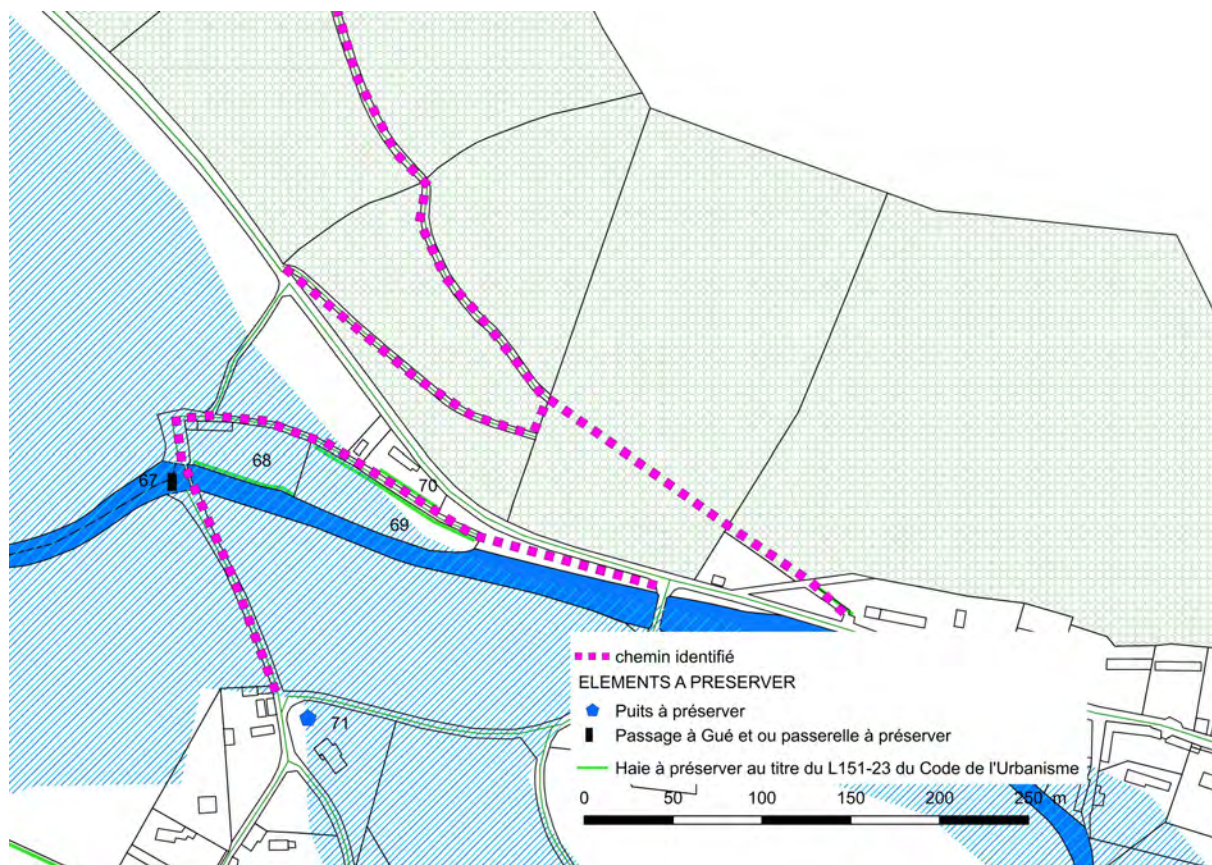 68
67
70
69
71
chemin identifié
ELEMENTS A PRESERVER
Puits à préserver
Passage à Gué et ou passerelle à préserver
Haie à préserver au titre du L151-23 du Code de l'Urbanisme
0 50 100 150 200 250 m